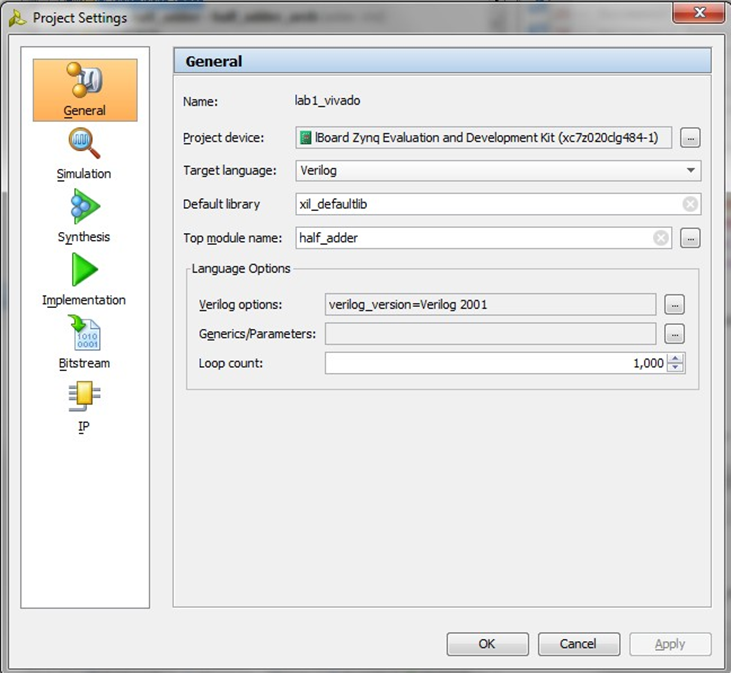 Project Settings
General
Simulation
Synthesis
Implementation
Bitstream
IP
General
Name: lab1_vivado
Project device: IBoard Zynq Evaluation and Development Kit (xc7z020clg484-1) ...
Target language: Verilog
Default library xil_defaultlib
Top module name: half_adder ...
Language Options
Verilog options: verilog_version=Verilog 2001 ...
Generics/Parameters: ...
Loop count: 1,000
OK Cancel Apply